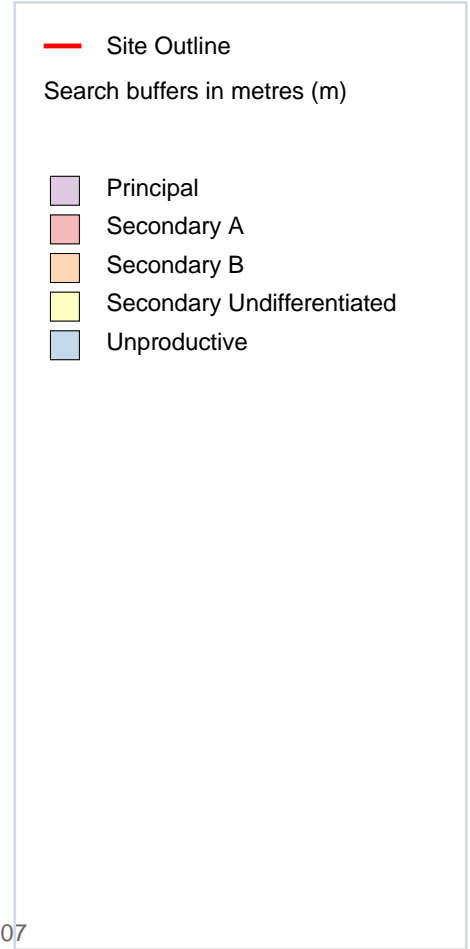 Site Outline
Search buffers in metres (m)
Principal
Secondary A
Secondary B
Secondary Undifferentiated
Unproductive
07